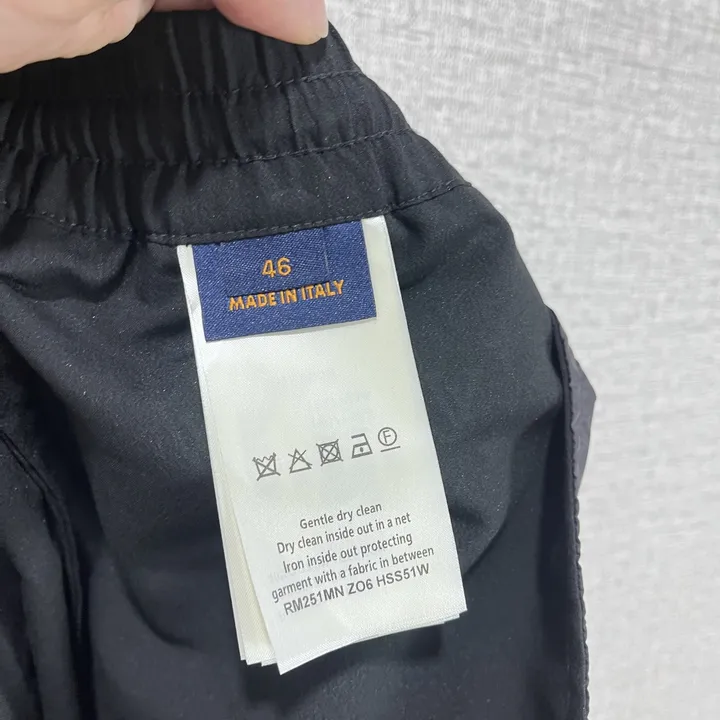 46
MADE IN ITALY
F
Gentle dry clean
Dry clean inside out in a net
Iron inside out protecting
garment with a fabric in between
RM251MN ZO6 HSS51W